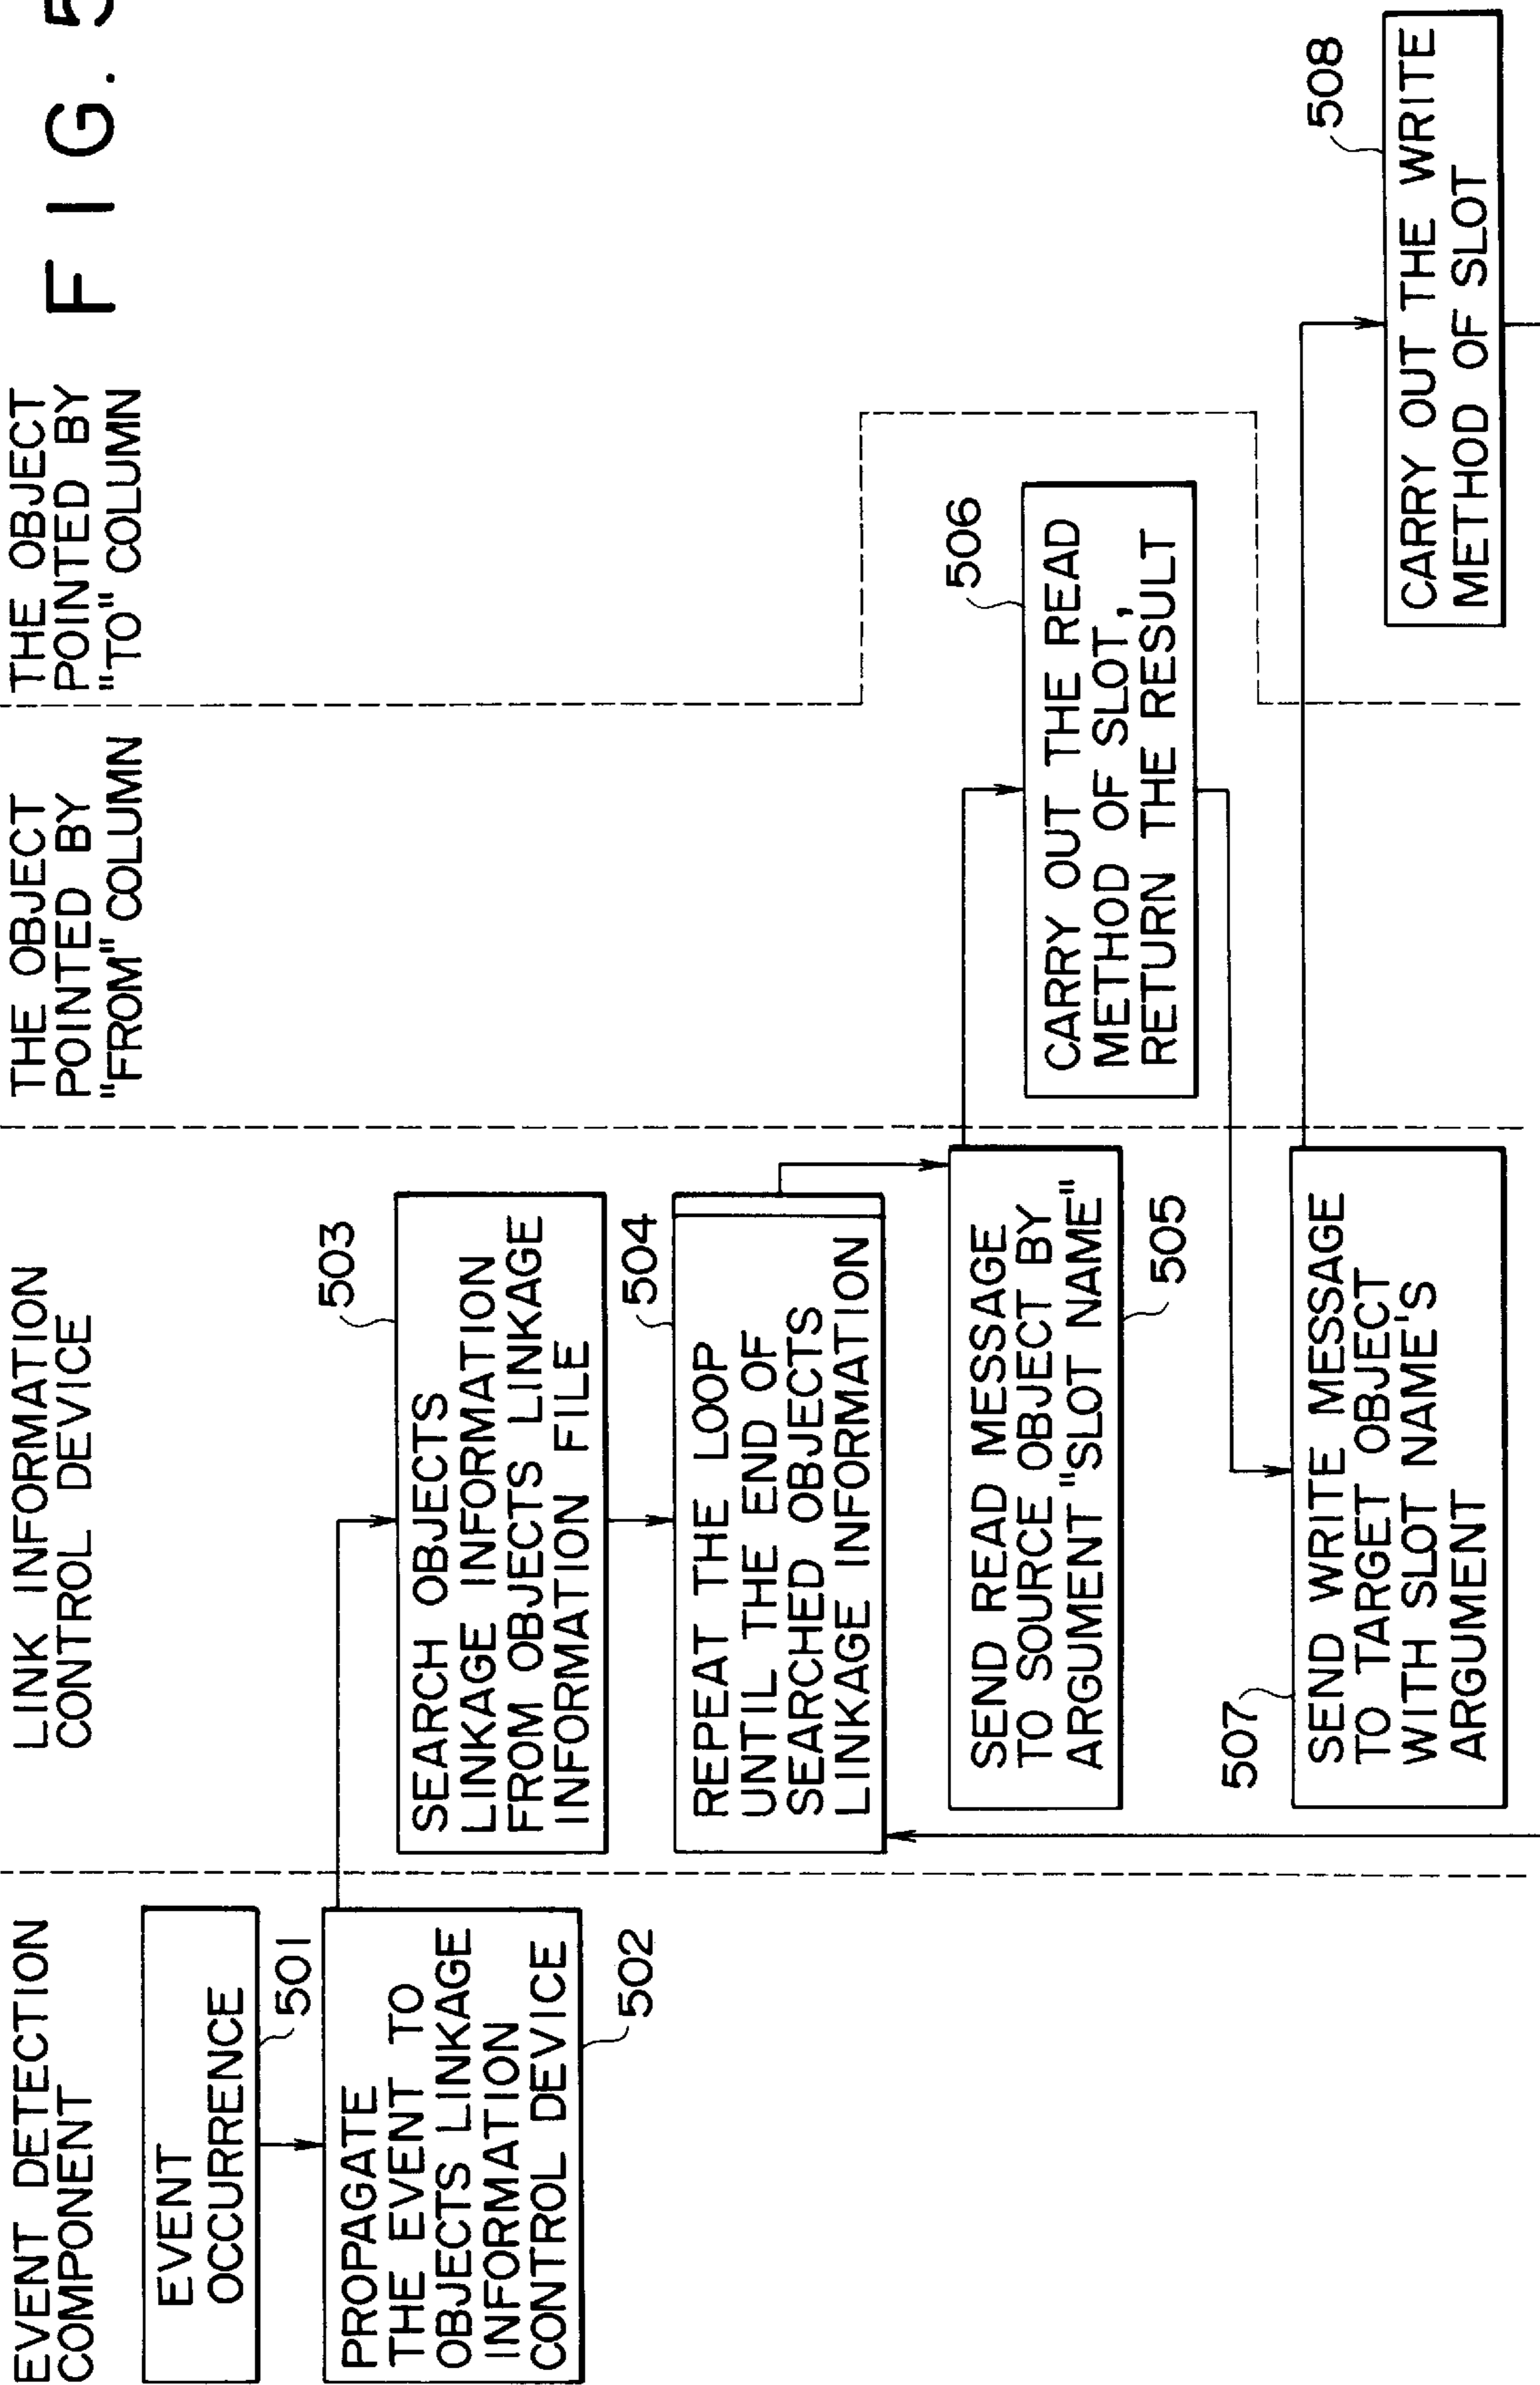 FIG. 5
EVENT DETECTION
COMPONENT
LINK INFORMATION
CONTROL DEVICE
THE OBJECT
POINTED BY
"FROM" COLUMN
THE OBJECT
POINTED BY
"TO" COLUMN
EVENT
OCCURRENCE
501
PROPAGATE
THE EVENT TO
OBJECTS LINKAGE
INFORMATION
CONTROL DEVICE
502
503
SEARCH OBJECTS
LINKAGE INFORMATION
FROM OBJECTS LINKAGE
INFORMATION FILE
504
REPEAT THE LOOP
UNTIL THE END OF
SEARCHED OBJECTS
LINKAGE INFORMATION
SEND READ MESSAGE
TO SOURCE OBJECT BY
ARGUMENT "SLOT NAME"
505
506
CARRY OUT THE READ
METHOD OF SLOT,
RETURN THE RESULT
507
SEND WRITE MESSAGE
TO TARGET OBJECT
WITH SLOT NAME'S
ARGUMENT
508
CARRY OUT THE WRITE
METHOD OF SLOT